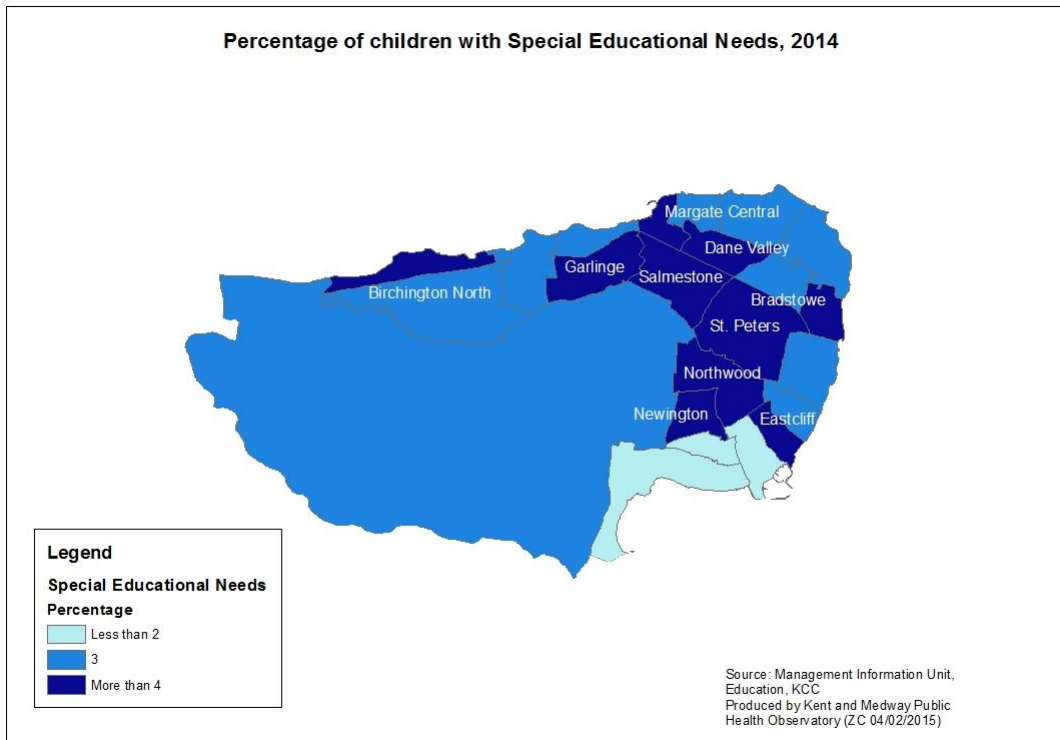 Percentage of children with Special Educational Needs, 2014
Margate Central
Dane Valley
Garlinge
Salmestone
Birchington North
Bradstowe
St. Peters
Northwood
Newington
Eastcliff
Legend
Special Educational Needs
Percentage
Less than 2
3
More than 4
Source: Management Information Unit,
Education, KCC
Produced by Kent and Medway Public
Health Observatory (ZC 04/02/2015)